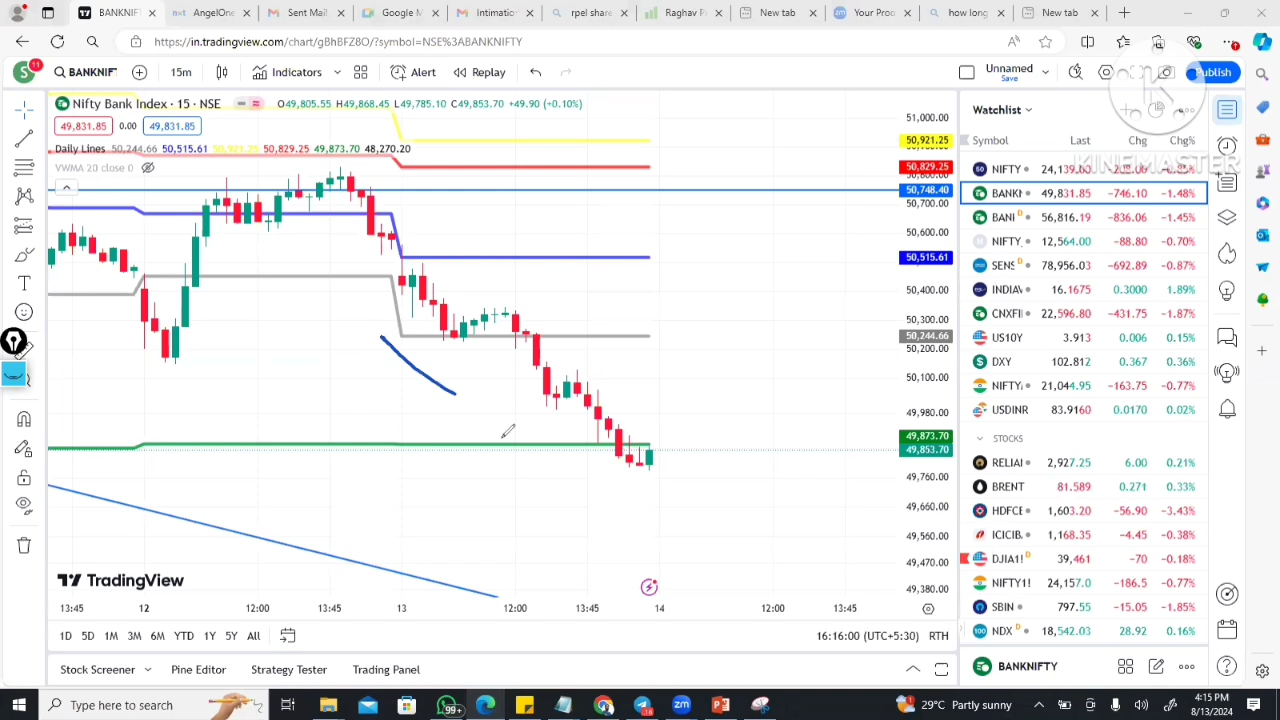 BANKNIFTY
AngelOne
Sent Mail
Google M
Intimatic
rpel share
Raghav P
New tab
Your Pro
how long
New tab
https://in.tradingview.com/chart/gBhBFZ8O/?symbol=NSE%3ABANKNIFTY
S 11 BANKNIF 15m Indicators Alert Replay Unnamed Save Publish
Nifty Bank Index · 15 · NSE O49,805.55 H49,868.45 L49,785.10 C49,853.70 +49.90 (+0.10%)
49,831.85 0.00 49,831.85
Daily Lines 50,244.66 50,515.61 50,921.25 50,829.25 49,873.70 48,270.20
VWMA 20 close 0
51,000.00
50,921.25
50,829.25
50,800.00
50,748.40
50,700.00
50,600.00
50,515.61
50,400.00
50,300.00
50,244.66
50,200.00
50,100.00
49,980.00
49,873.70
49,853.70
49,760.00
49,660.00
49,560.00
49,470.00
49,380.00
TradingView
13:45 12 12:00 13:45 13 12:00 13:45 14 12:00 13:45
1D 5D 1M 3M 6M YTD 1Y 5Y All 16:16:00 (UTC+5:30) RTH
Stock Screener Pine Editor Strategy Tester Trading Panel
Watchlist
Symbol Last Chg Chg%
KINEMASTER
NIFTY 24,139.00
BANKN 49,831.85 −746.10 −1.48%
BANI D 56,816.19 −836.06 −1.45%
NIFTY 12,564.00 −88.80 −0.70%
SENS 78,956.03 −692.89 −0.87%
INDIAV 16.1675 0.3000 1.89%
CNXFI 22,596.80 −431.75 −1.87%
US10Y 3.913 0.006 0.15%
DXY 102.812 0.367 0.36%
NIFTY 21,044.95 −163.75 −0.77%
USDINR 83.9160 0.0170 0.02%
STOCKS
RELIAI 2,927.25 6.00 0.21%
BRENT 81.589 0.271 0.33%
HDFCB 1,603.20 −56.90 −3.43%
ICICIB 1,168.35 −4.45 −0.38%
DJIA1! D 39,461 −70 −0.18%
NIFTY1! 24,157.0 −186.5 −0.77%
SBIN 797.55 −15.05 −1.85%
NDX D 18,542.03 28.92 0.16%
BANKNIFTY
Type here to search
99+
29°C Partly sunny
4:15 PM
8/13/2024